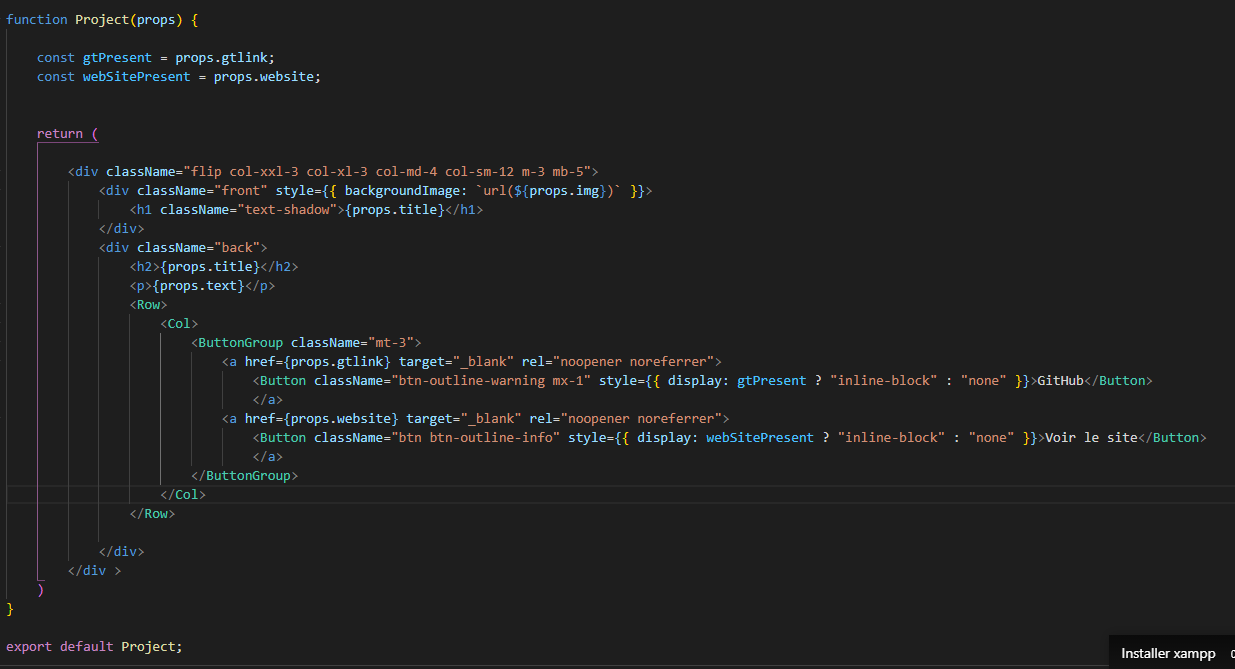 function Project(props) {
const gtPresent = props.gtlink;
const webSitePresent = props.website;
return (
<div className="flip col-xxl-3 col-xl-3 col-md-4 col-sm-12 m-3 mb-5">
<div className="front" style={{ backgroundImage: `url(${props.img})` }}>
<h1 className="text-shadow">{props.title}</h1>
</div>
<div className="back">
<h2>{props.title}</h2>
<p>{props.text}</p>
<Row>
<Col>
<ButtonGroup className="mt-3">
<a href={props.gtlink} target="_blank" rel="noopener noreferrer">
<Button className="btn-outline-warning mx-1" style={{ display: gtPresent ? "inline-block" : "none" }}>GitHub</Button>
</a>
<a href={props.website} target="_blank" rel="noopener noreferrer">
<Button className="btn btn-outline-info" style={{ display: webSitePresent ? "inline-block" : "none" }}>Voir le site</Button>
</a>
</ButtonGroup>
</Col>
</Row>
</div>
</div >
)
}
export default Project;
Installer xampp